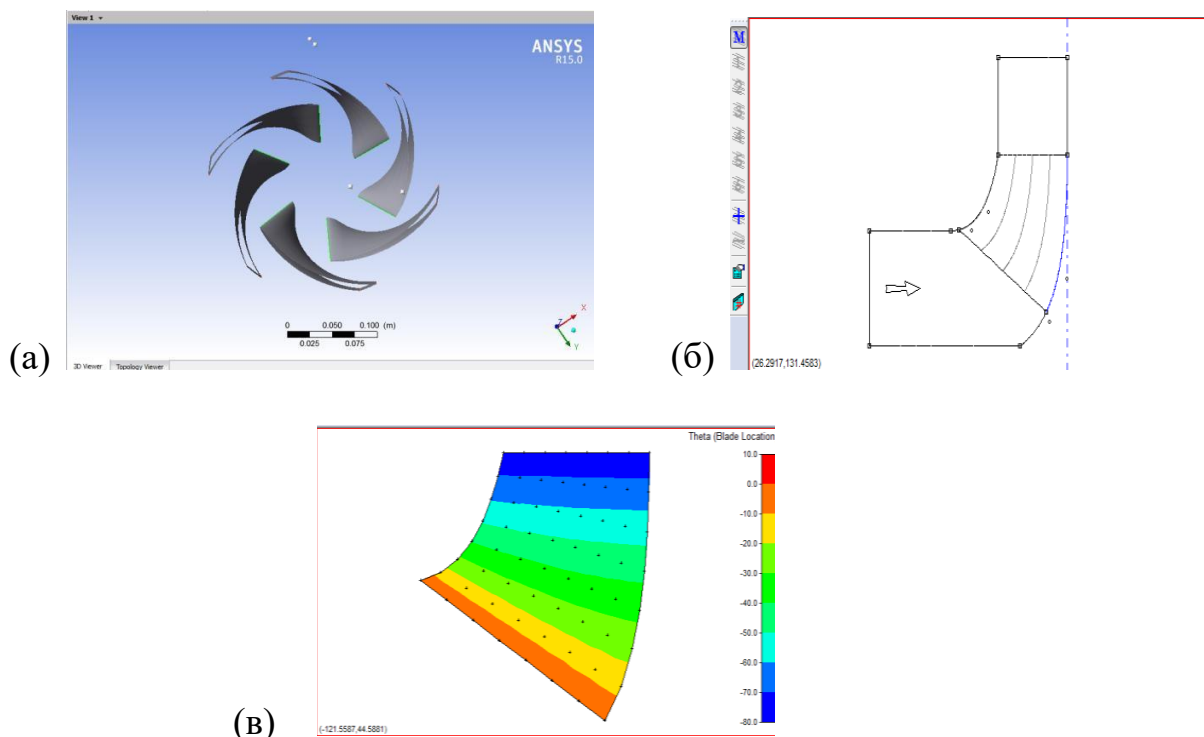 View 1
ANSYS
R15.0
0 0.050 0.100 (m)
0.025 0.075
X
Y
Z
3D Viewer Topology Viewer
(а)
M
(26.2917,131.4583)
(б)
Theta (Blade Location
10.0
0.0
-10.0
-20.0
-30.0
-40.0
-50.0
-60.0
-70.0
-80.0
(-121.5587,44.5881)
(в)